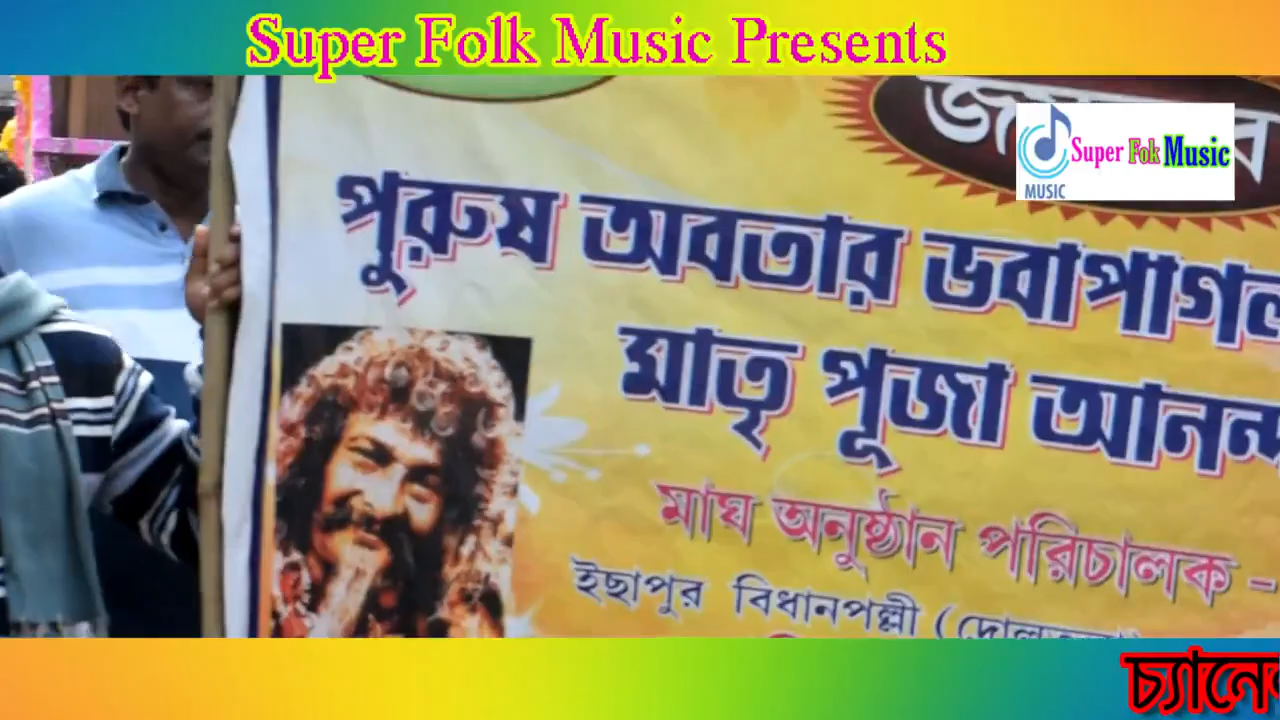 Super Folk Music Presents
Super Fok Music
MUSIC
পুরুষ অবতার ভবাপাগল
মাতৃ পূজা আনন্দ
মাঘ অনুষ্ঠান পরিচালক -
ইছাপুর বিধানপল্লী